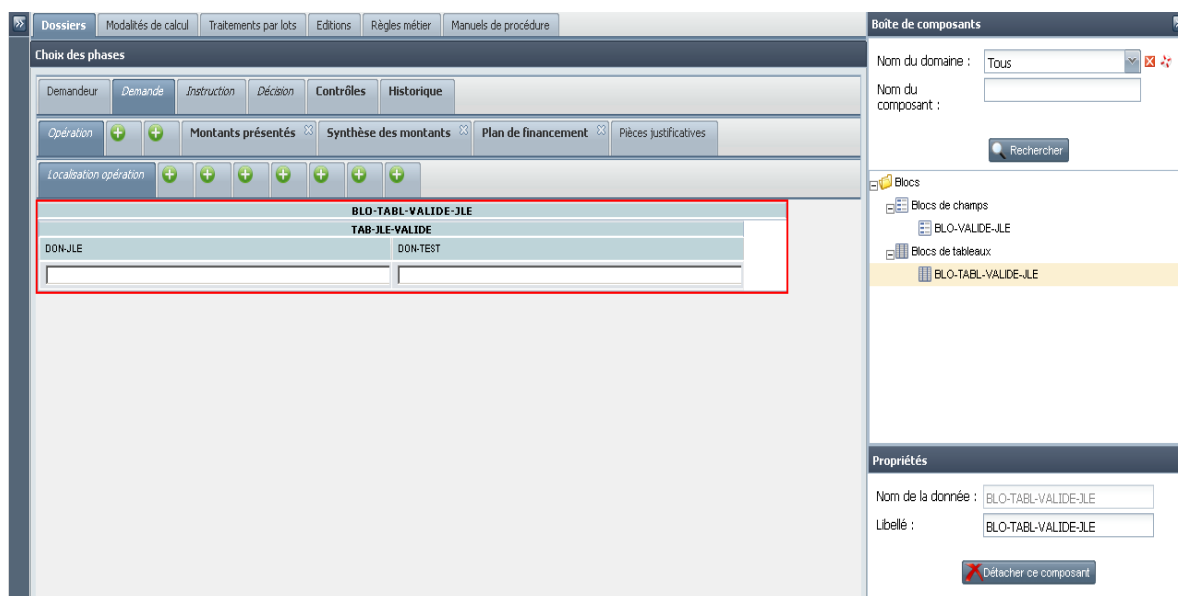 Dossiers Modalités de calcul Traitements par lots Editions Règles métier Manuels de procédure
Choix des phases
Demandeur Demande Instruction Décision Contrôles Historique
Opération Montants présentés Synthèse des montants Plan de financement Pièces justificatives
Localisation opération
BLO-TABL-VALIDE-JLE
TAB-JLE-VALIDE
DON-JLE DON-TEST
Boîte de composants
Nom du domaine : Tous
Nom du
composant :
Rechercher
Blocs
Blocs de champs
BLO-VALIDE-JLE
Blocs de tableaux
BLO-TABL-VALIDE-JLE
Propriétés
Nom de la donnée : BLO-TABL-VALIDE-JLE
Libellé : BLO-TABL-VALIDE-JLE
Détacher ce composant